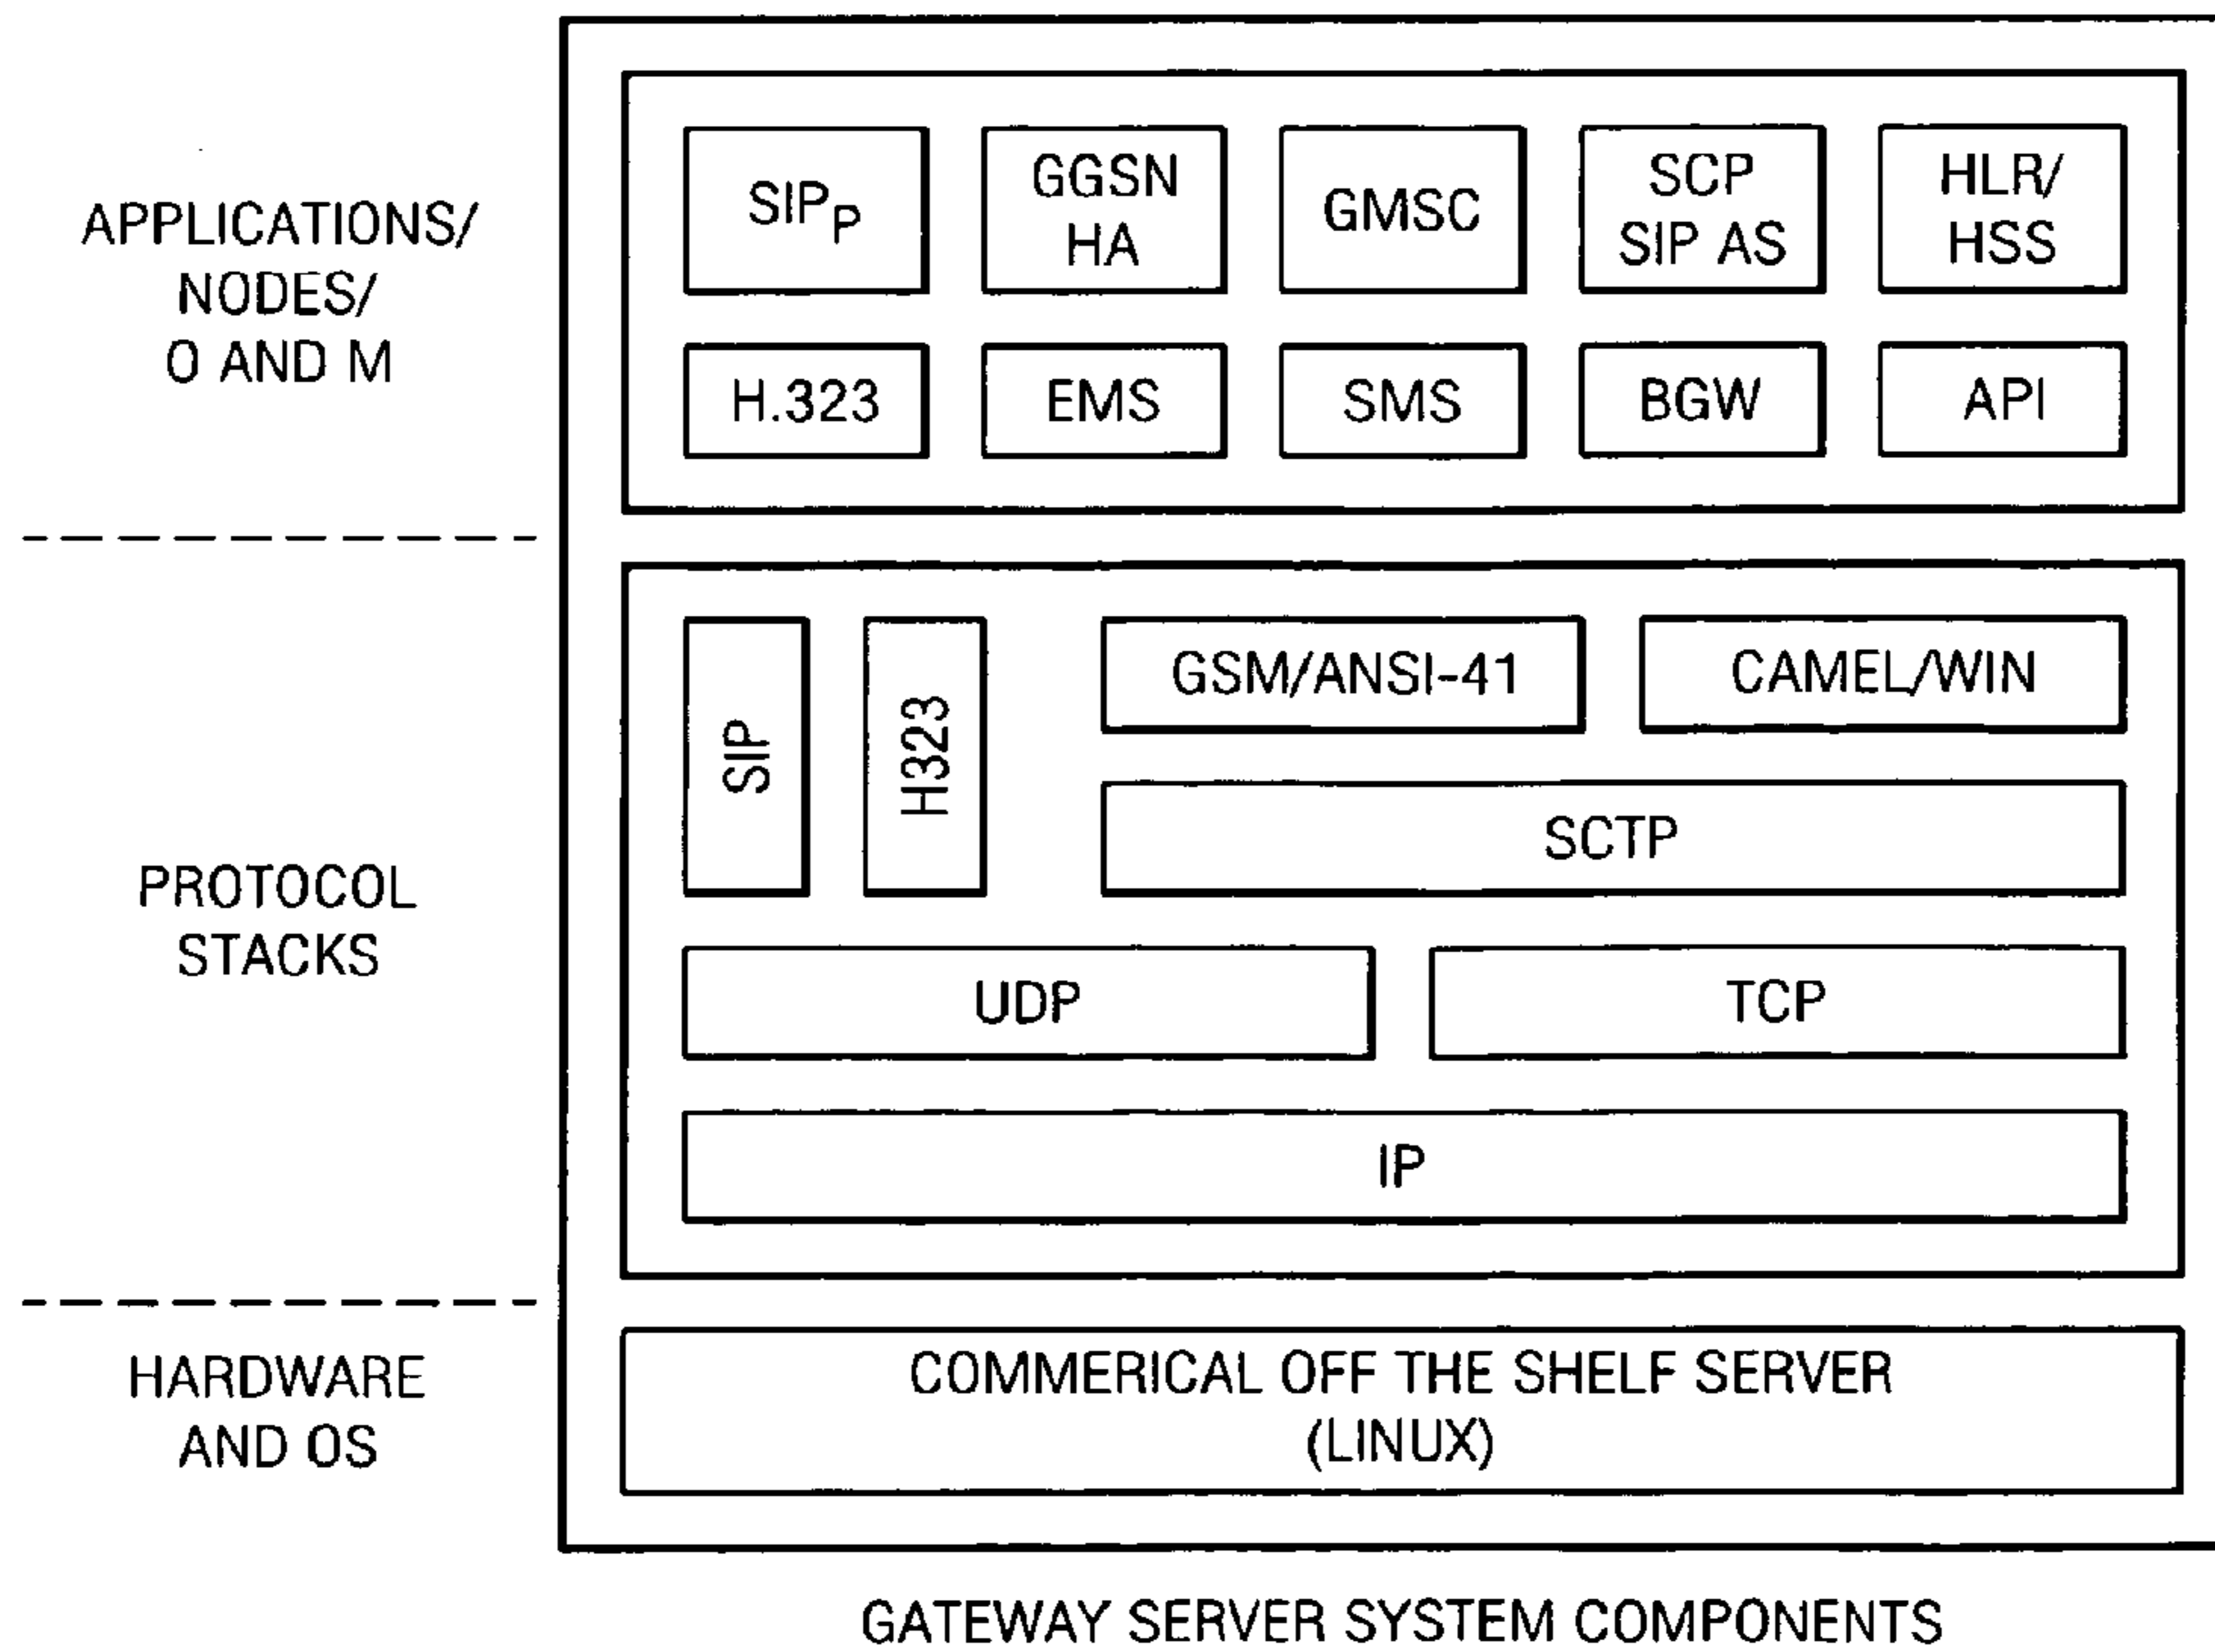 APPLICATIONS/
NODES/
O AND M
SIPP
GGSN
HA
GMSC
SCP
SIP AS
HLR/
HSS
H.323
EMS
SMS
BGW
API
PROTOCOL
STACKS
SIP
H323
GSM/ANSI-41
CAMEL/WIN
SCTP
UDP
TCP
IP
HARDWARE
AND OS
COMMERICAL OFF THE SHELF SERVER
(LINUX)
GATEWAY SERVER SYSTEM COMPONENTS